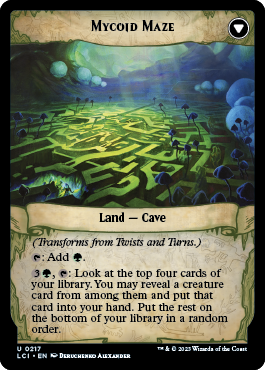 Mycoid Maze
Land — Cave
(Transforms from Twists and Turns.)
: Add .
3, : Look at the top four cards of
your library. You may reveal a creature
card from among them and put that
card into your hand. Put the rest on
the bottom of your library in a random
order.
U 0217
LCI • EN Deruchenko Alexander
™ & © 2023 Wizards of the Coast